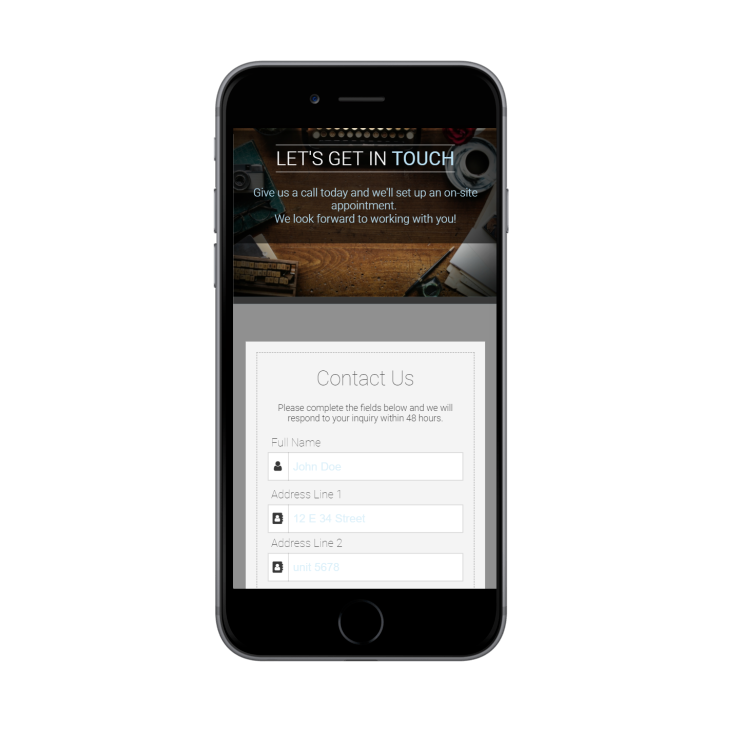 LET'S GET IN TOUCH
Give us a call today and we'll set up an on-site
appointment.
We look forward to working with you!
Contact Us
Please complete the fields below and we will
respond to your inquiry within 48 hours.
Full Name
John Doe
Address Line 1
12 E 34 Street
Address Line 2
unit 5678